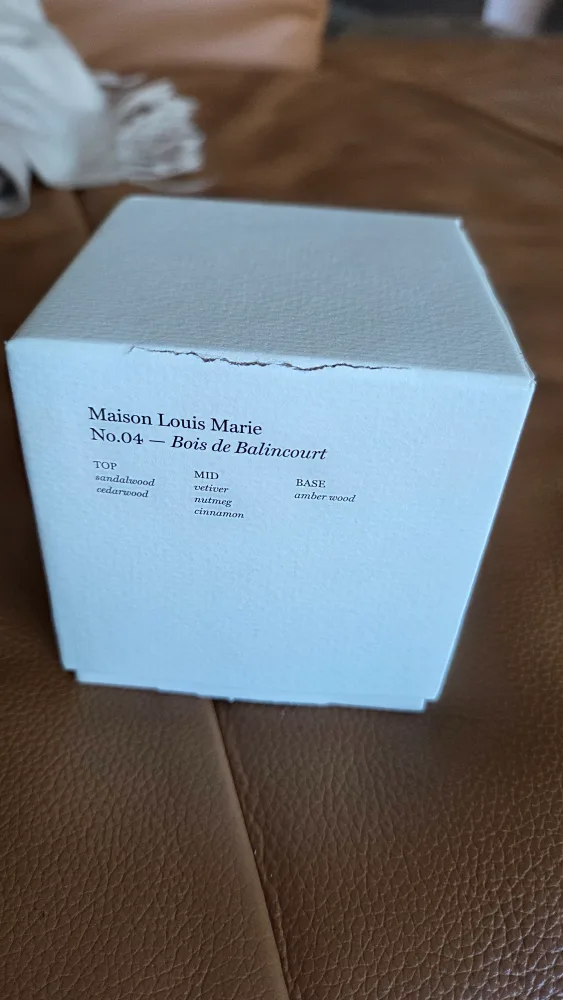 Maison Louis Marie
No.04 — Bois de Balincourt
TOP
sandalwood
cedarwood
MID
vetiver
nutmeg
cinnamon
BASE
amber wood